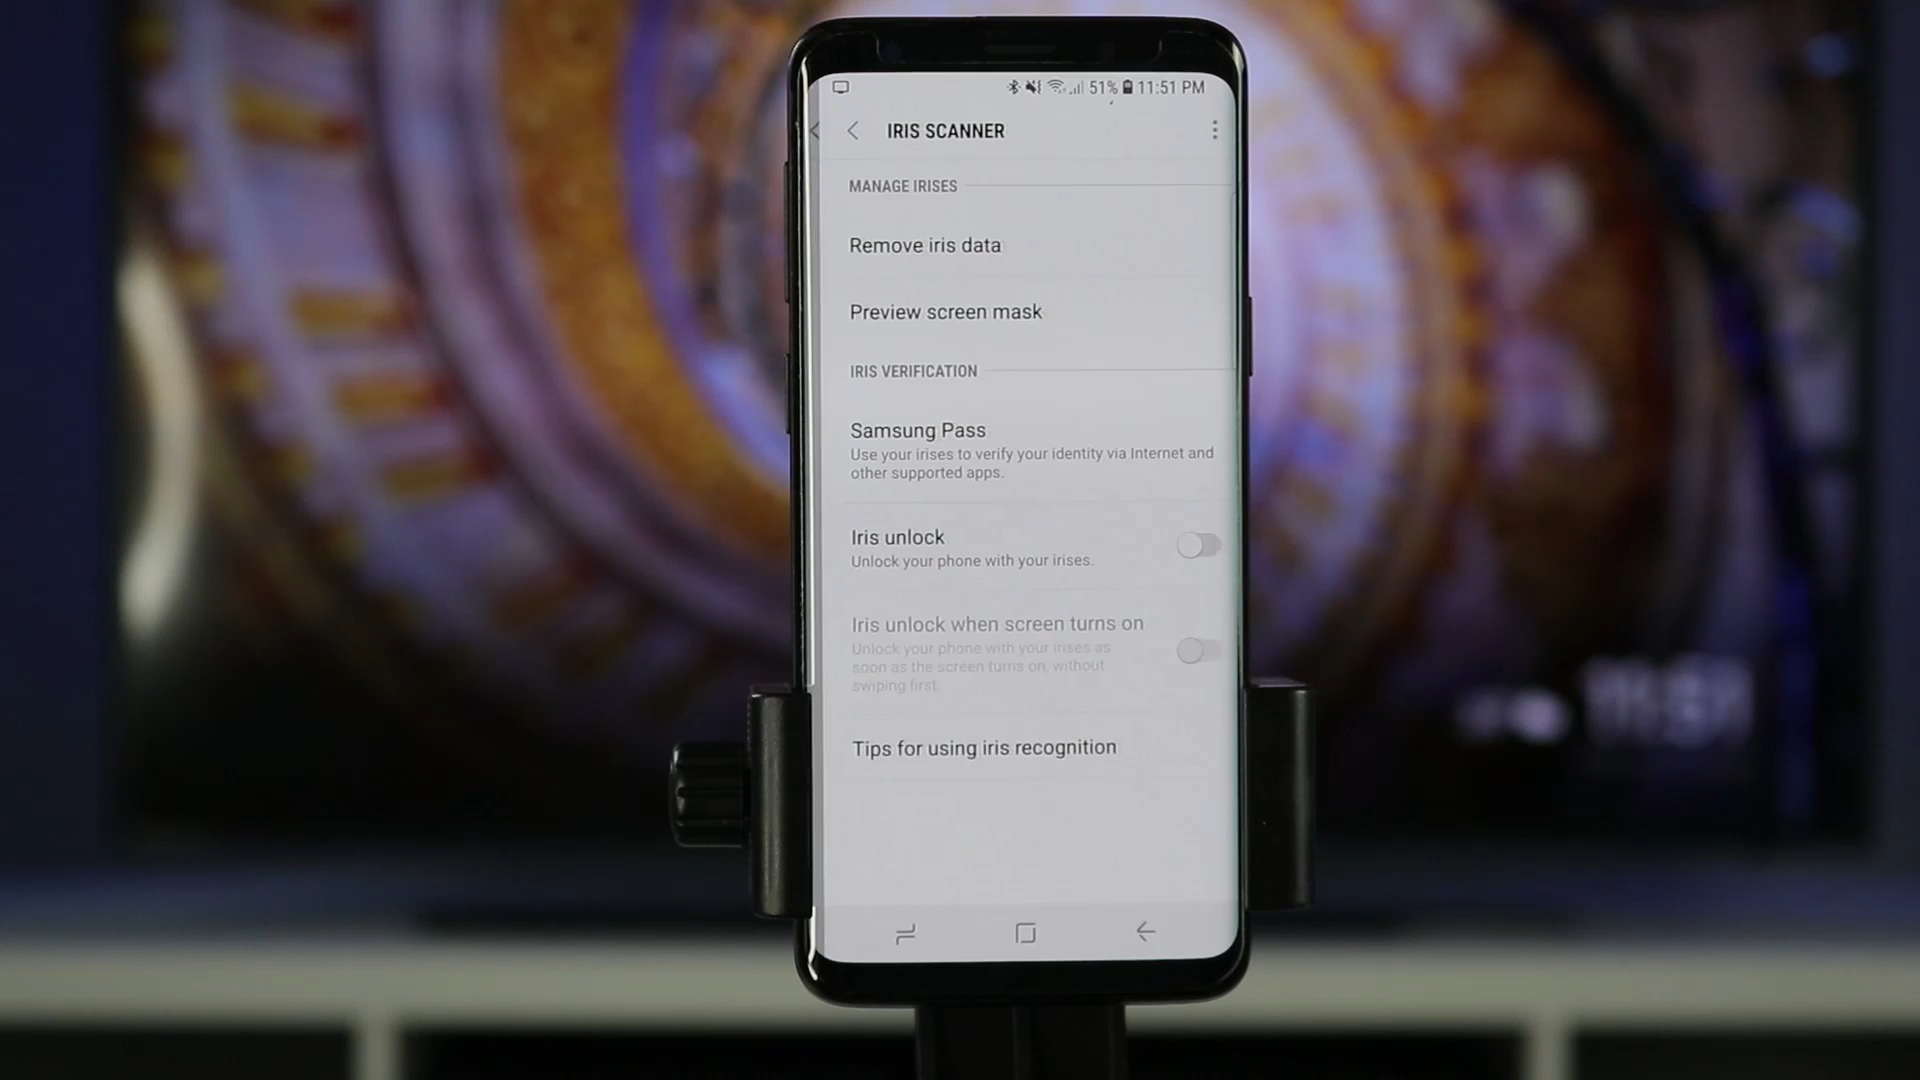 51% 11:51 PM
IRIS SCANNER
MANAGE IRISES
Remove iris data
Preview screen mask
IRIS VERIFICATION
Samsung Pass
Use your irises to verify your identity via Internet and
other supported apps.
Iris unlock
Unlock your phone with your irises.
Iris unlock when screen turns on
Unlock your phone with your irises as
soon as the screen turns on, without
swiping first.
Tips for using iris recognition
11:51